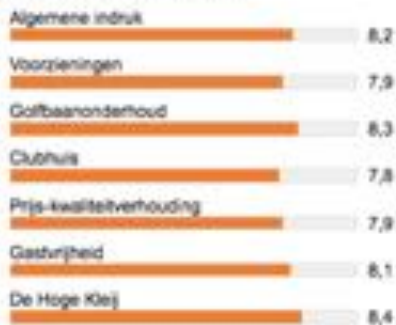 Algemene indruk
8,2
Voorzieningen
7,9
Golfbaanonderhoud
8,3
Clubhuis
7,8
Prijs-kwaliteitverhouding
7,9
Gastvrijheid
8,1
De Hoge Kleij
8,4